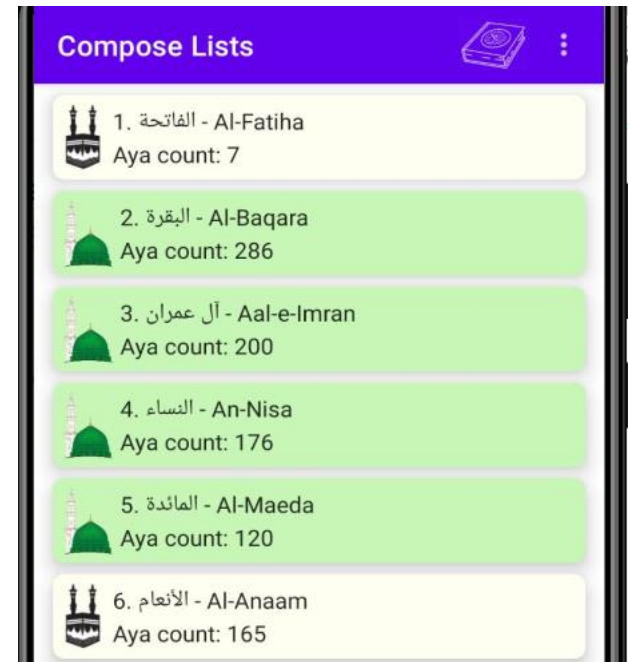 Compose Lists
1. الفاتحة - Al-Fatiha
Aya count: 7
2. البقرة - Al-Baqara
Aya count: 286
3. آل عمران - Aal-e-Imran
Aya count: 200
4. النساء - An-Nisa
Aya count: 176
5. المائدة - Al-Maeda
Aya count: 120
6. الأنعام - Al-Anaam
Aya count: 165